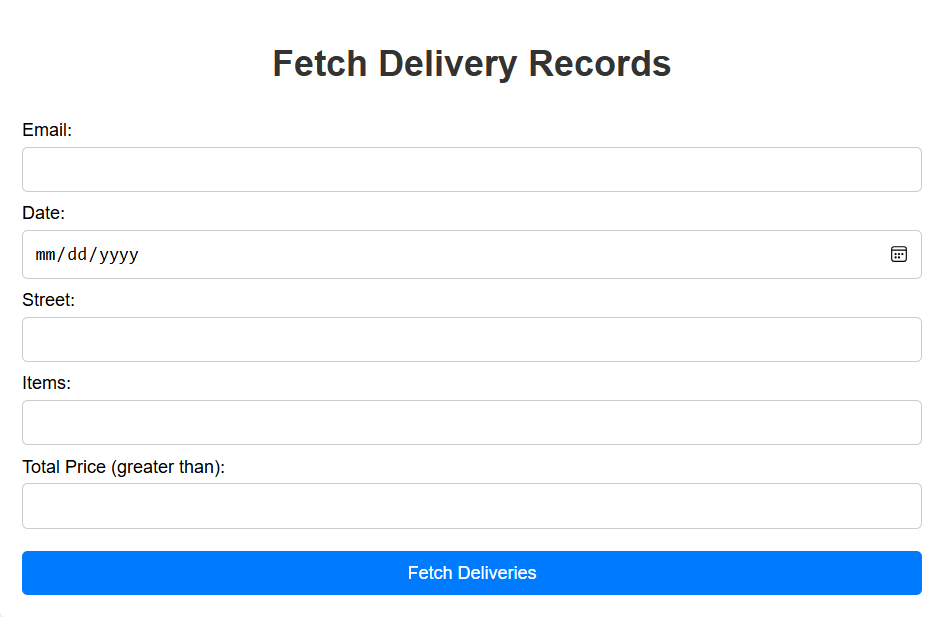 Fetch Delivery Records
Email:
Date:
mm/dd/yyyy
Street:
Items:
Total Price (greater than):
Fetch Deliveries